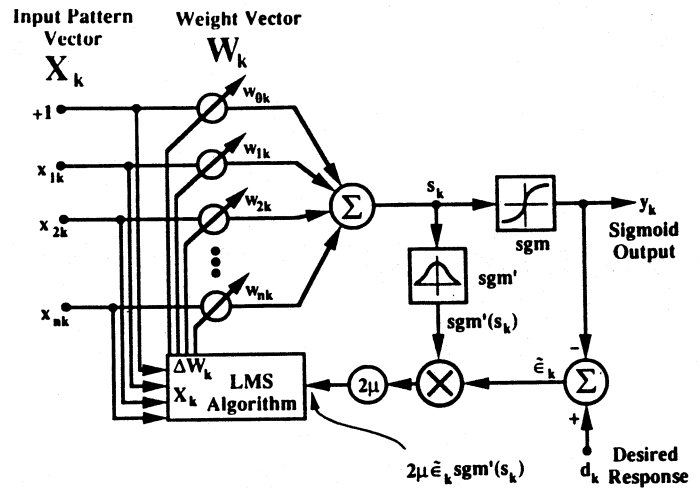 Input Pattern
Vector
X_k
Weight Vector
W_k
+1
w_0k
x_1k
w_1k
x_2k
w_2k
x_nk
w_nk
Σ
s_k
sgm
y_k
Sigmoid
Output
sgm'
sgm'(s_k)
ΔW_k
X_k
LMS
Algorithm
2μ
×
ε̃_k
-
Σ
+
2μ ε̃_k sgm'(s_k)
d_k
Desired
Response